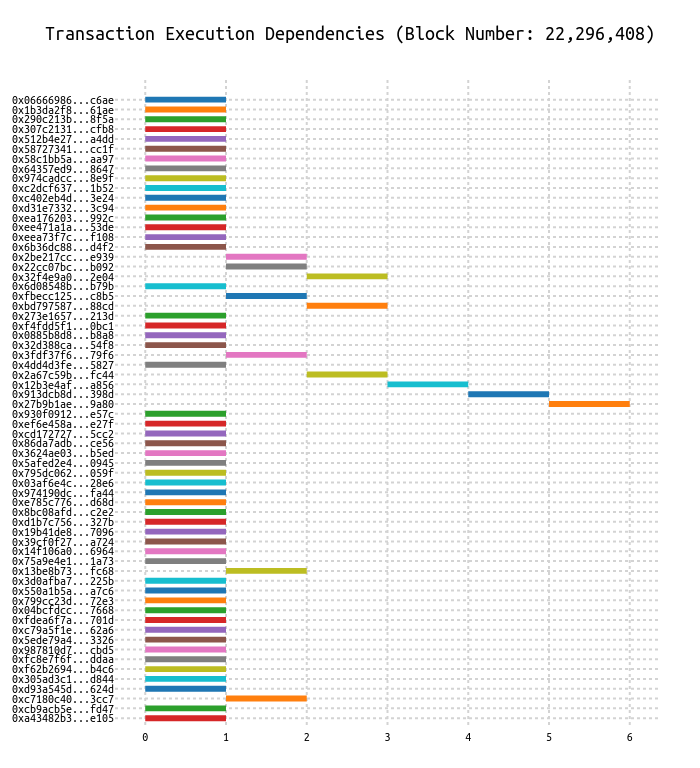 Transaction Execution Dependencies (Block Number: 22,296,408)
0x06666986...c6ae
0x1b3da2f8...61ae
0x290c213b...8f5a
0x307c2131...cfb8
0x512b4e27...a4dd
0x58727341...cc1f
0x58c1bb5a...aa97
0x64357ed9...8647
0x974cadcc...8e9f
0xc2dcf637...1b52
0xc402eb4d...3e24
0xd31e7332...3c94
0xea176203...992c
0xee471a1a...53de
0xeea73f7c...f108
0x6b36dc88...d4f2
0x2be217cc...e939
0x22cc07bc...b092
0x32f4e9a0...2e04
0x6d08548b...b79b
0xfbecc125...c8b5
0xbd797587...88cd
0x273e1657...213d
0xf4fdd5f1...0bc1
0x0885b8d8...b8a8
0x32d388ca...54f8
0x3fdf37f6...79f6
0x4dd4d3fe...5827
0x2a67c59b...fc44
0x12b3e4af...a856
0x913dcb8d...398d
0x27b9b1ae...9a80
0x930f0912...e57c
0xef6e458a...e27f
0xcd172727...5cc2
0x86da7adb...ce56
0x3624ae03...b5ed
0x5afed2e4...0945
0x795dc062...059f
0x03af6e4c...28e6
0x974190dc...fa44
0xe785c776...d68d
0x8bc08afd...c2e2
0xd1b7c756...327b
0x19b41de8...7096
0x39cf0f27...a724
0x14f106a0...6964
0x75a9e4e1...1a73
0x13be8b73...fc68
0x3d0afba7...225b
0x550a1b5a...a7c6
0x799cc23d...72e3
0x04bcfdcc...7668
0xfdea6f7a...701d
0xc79a5f1e...62a6
0x5ede79a4...3326
0x987810d7...cbd5
0xfc8e7f6f...ddaa
0xf62b2694...b4c6
0x305ad3c1...d844
0xd93a545d...624d
0xc7180c40...3cc7
0xcb9acb5e...fd47
0xa43482b3...e105
0 1 2 3 4 5 6